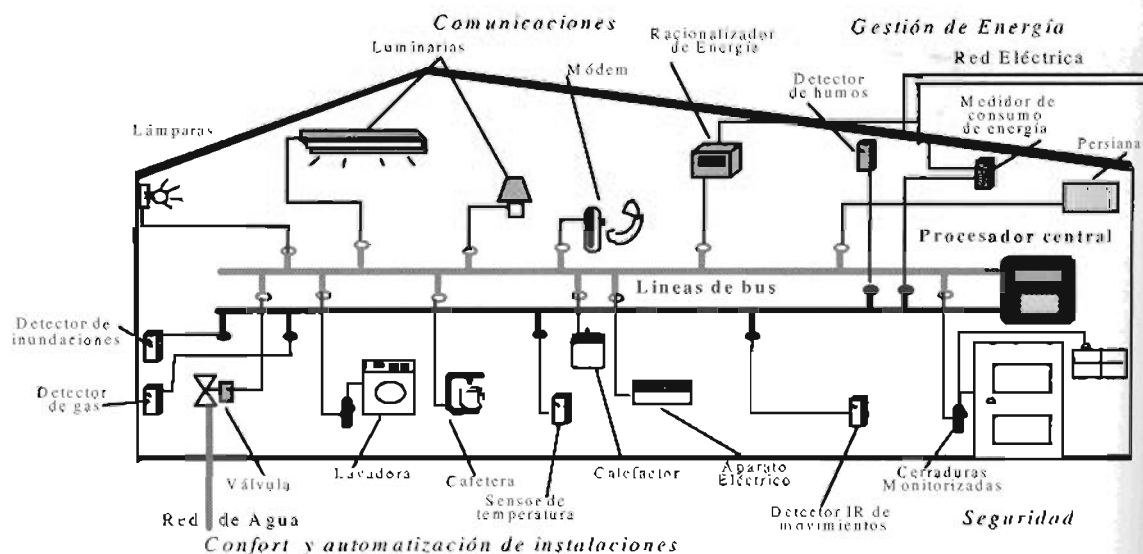 Comunicaciones
Gestión de Energía
Luminarias
Racionalizador
de Energía
Red Eléctrica
Módem
Detector
de humos
Medidor de
consumo
de energía
Lámparas
Persiana
Procesador central
Líneas de bus
Detector de
inundaciones
Detector
de gas
Válvula
Lavadora
Cafetera
Sensor de
temperatura
Calefactor
Aparato
Eléctrico
Detector IR de
movimientos
Cerraduras
Monitorizadas
Red de Agua
Seguridad
Confort y automatización de instalaciones